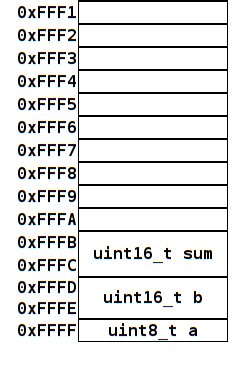 0xFFF1
0xFFF2
0xFFF3
0xFFF4
0xFFF5
0xFFF6
0xFFF7
0xFFF8
0xFFF9
0xFFFA
0xFFFB
uint16_t sum
0xFFFC
0xFFFD
uint16_t b
0xFFFE
0xFFFF uint8_t a